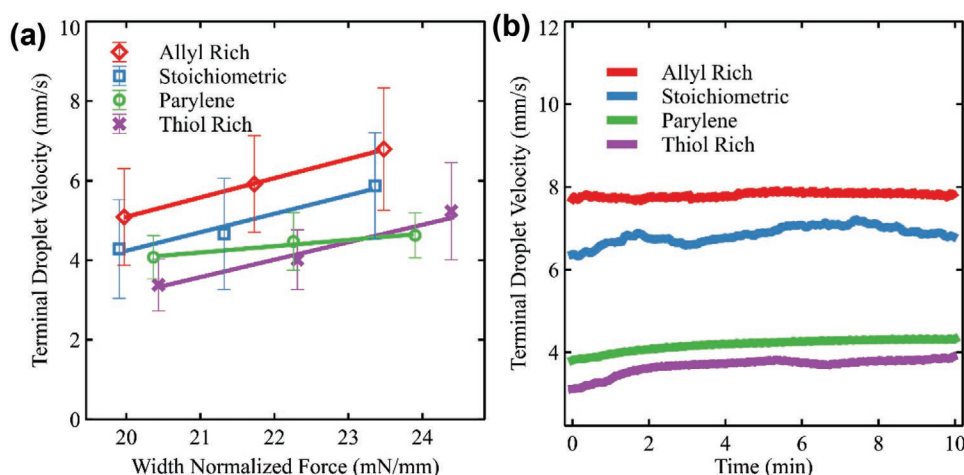 (a)
10
8
6
4
2
0
Terminal Droplet Velocity (mm/s)
Allyl Rich
Stoichiometric
Parylene
Thiol Rich
20 21 22 23 24
Width Normalized Force (mN/mm)
(b)
12
10
8
6
4
Terminal Droplet Velocity (mm/s)
Allyl Rich
Stoichiometric
Parylene
Thiol Rich
0 2 4 6 8 10
Time (min)